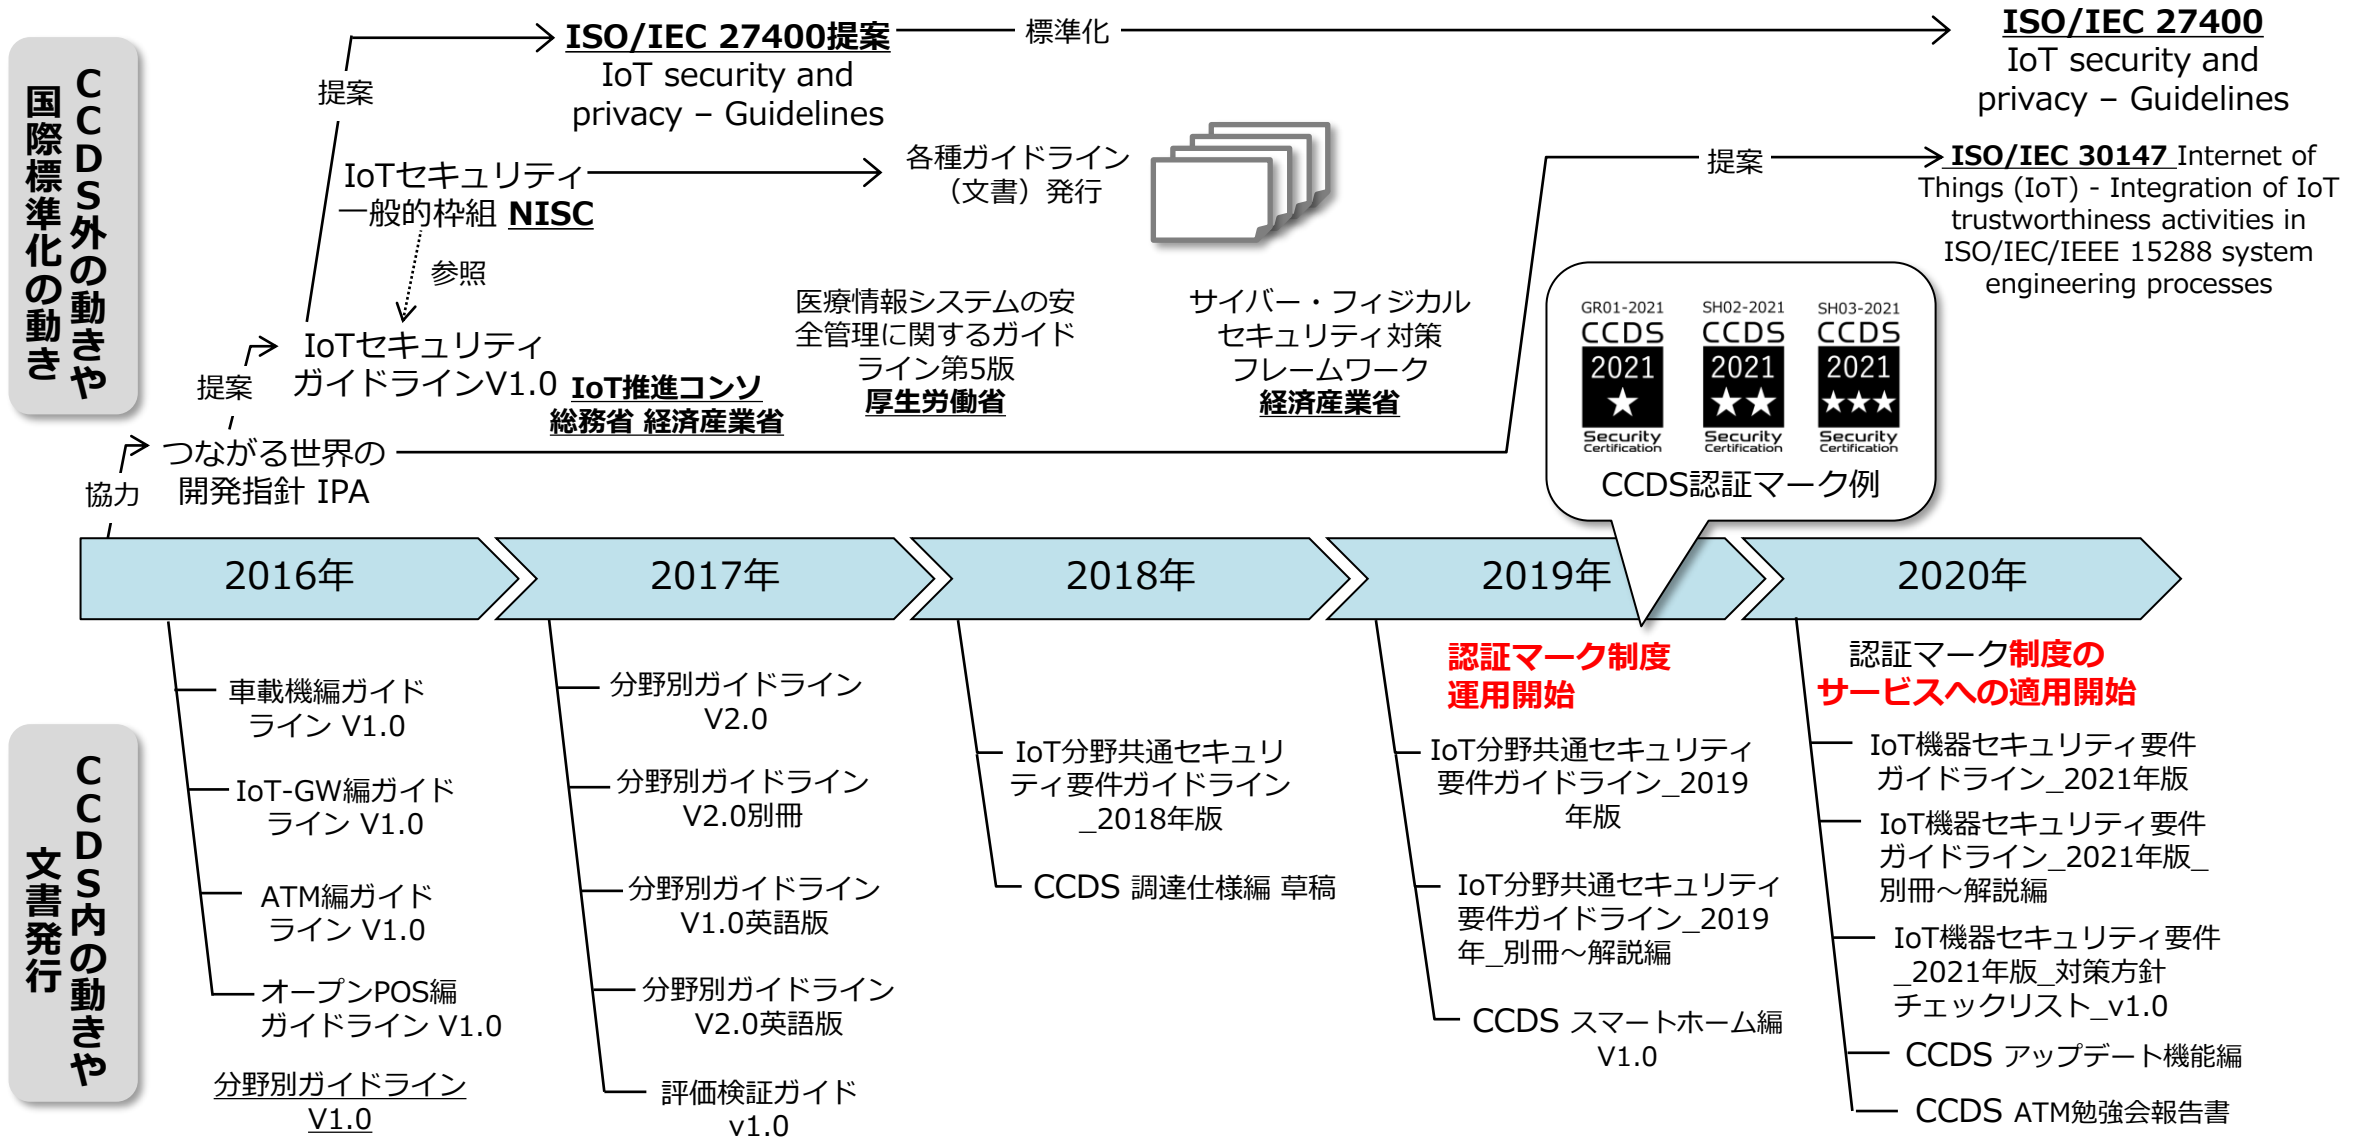 CCDS外の動きや
国際標準化の動き
ISO/IEC 27400提案
IoT security and
privacy – Guidelines
標準化
ISO/IEC 27400
IoT security and
privacy – Guidelines
提案
IoTセキュリティ
一般的枠組 NISC
各種ガイドライン
（文書）発行
提案
ISO/IEC 30147 Internet of
Things (IoT) - Integration of IoT
trustworthiness activities in
ISO/IEC/IEEE 15288 system
engineering processes
参照
IoTセキュリティ
ガイドラインV1.0
IoT推進コンソ
総務省 経済産業省
医療情報システムの安
全管理に関するガイド
ライン第5版
厚生労働省
サイバー・フィジカル
セキュリティ対策
フレームワーク
経済産業省
提案
つながる世界の
開発指針 IPA
協力
GR01-2021
CCDS
2021
★
Security
Certification
SH02-2021
CCDS
2021
★★
Security
Certification
SH03-2021
CCDS
2021
★★★
Security
Certification
CCDS認証マーク例
2016年
2017年
2018年
2019年
2020年
CCDS内の動きや
文書発行
車載機編ガイド
ライン V1.0
IoT-GW編ガイド
ライン V1.0
ATM編ガイド
ライン V1.0
オープンPOS編
ガイドライン V1.0
分野別ガイドライン
V1.0
分野別ガイドライン
V2.0
分野別ガイドライン
V2.0別冊
分野別ガイドライン
V1.0英語版
分野別ガイドライン
V2.0英語版
評価検証ガイド
v1.0
IoT分野共通セキュリ
ティ要件ガイドライン
_2018年版
CCDS 調達仕様編 草稿
認証マーク制度
運用開始
IoT分野共通セキュリティ
要件ガイドライン_2019
年版
IoT分野共通セキュリティ
要件ガイドライン_2019
年_別冊～解説編
CCDS スマートホーム編
V1.0
認証マーク制度の
サービスへの適用開始
IoT機器セキュリティ要件
ガイドライン_2021年版
IoT機器セキュリティ要件
ガイドライン_2021年版_
別冊～解説編
IoT機器セキュリティ要件
_2021年版_対策方針
チェックリスト_v1.0
CCDS アップデート機能編
CCDS ATM勉強会報告書